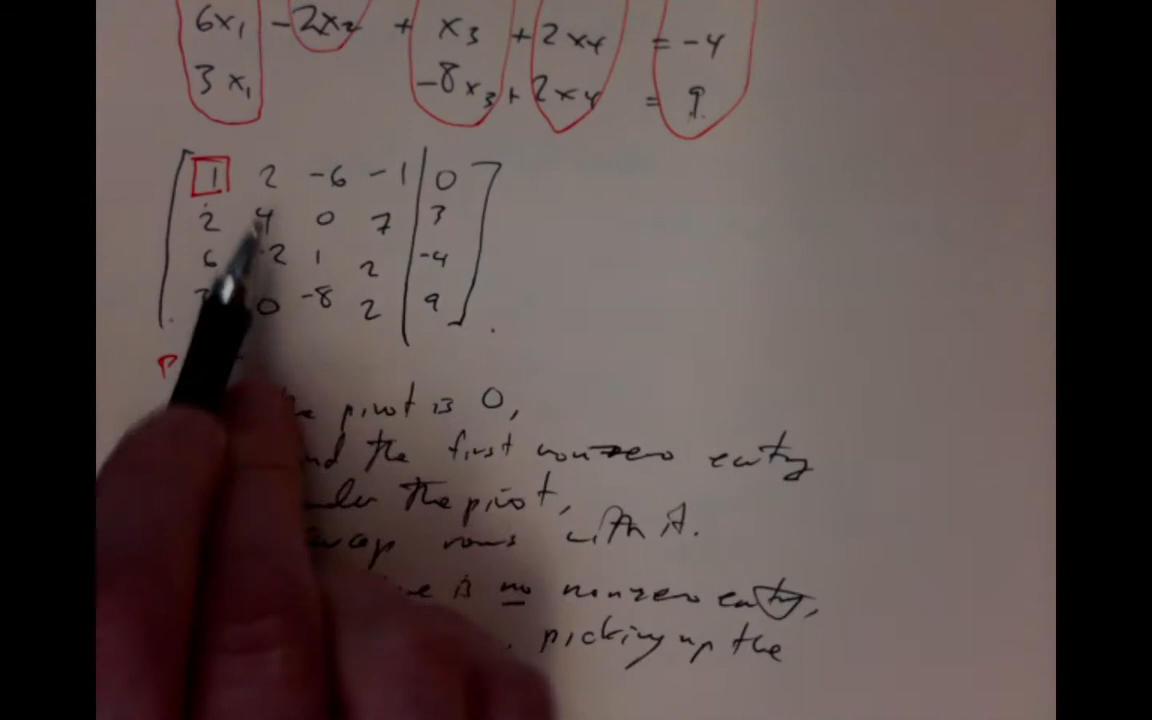 6x₁ - 2x₂ + x₃ + 2x₄ = -4
3x₁ -8x₃ + 2x₄ = 9
1 2 -6 -1 | 0
2 4 0 7 | 3
6 -2 1 2 | -4
0 -8 2 | 9
pivot is 0,
the first nonzero entry
the pivot,
rows with it.
is no nonzero entry,
picking up the